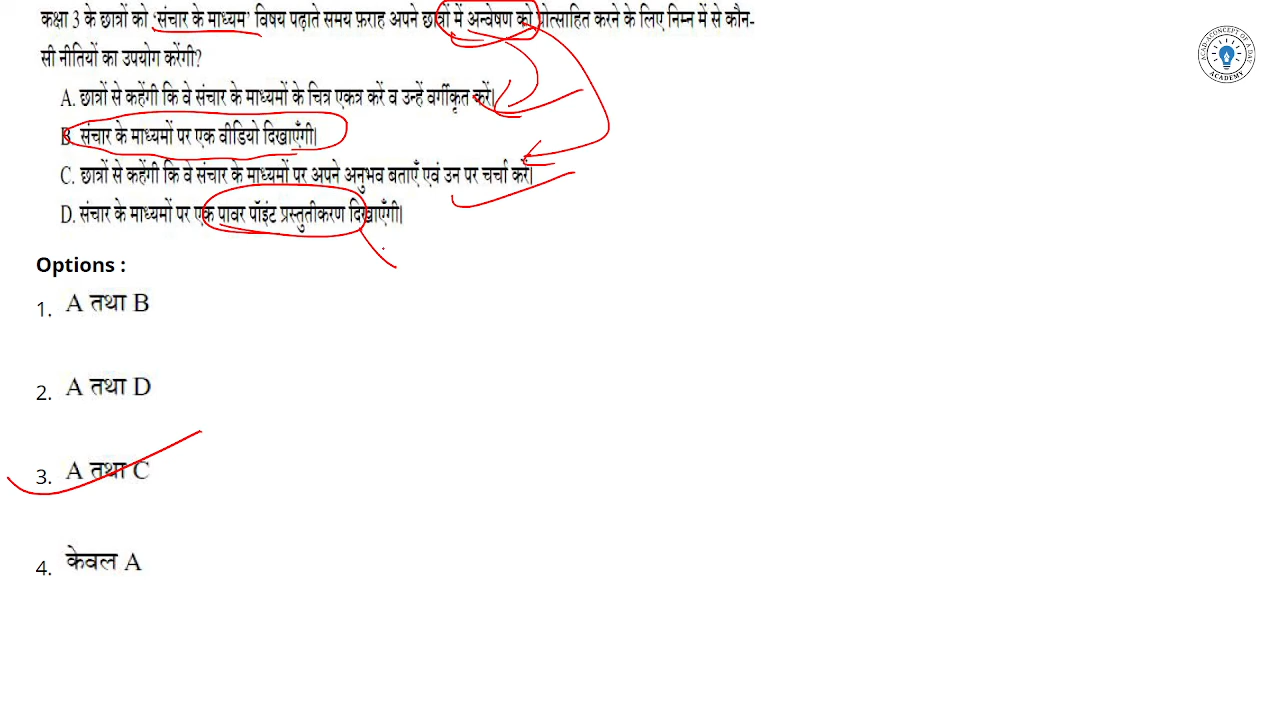 कक्षा 3 के छात्रों को 'संचार के माध्यम' विषय पढ़ाते समय फ़राह अपने छात्रों में अन्वेषण को प्रोत्साहित करने के लिए निम्न में से कौन-
सी नीतियों का उपयोग करेंगी?
A. छात्रों से कहेंगी कि वे संचार के माध्यमों के चित्र एकत्र करें व उन्हें वर्गीकृत करें।
B. संचार के माध्यमों पर एक वीडियो दिखाएँगी।
C. छात्रों से कहेंगी कि वे संचार के माध्यमों पर अपने अनुभव बताएँ एवं उन पर चर्चा करें।
D. संचार के माध्यमों पर एक पावर पॉइंट प्रस्तुतीकरण दिखाएँगी।
Options :
1. A तथा B
2. A तथा D
3. A तथा C
4. केवल A
ACADEMY